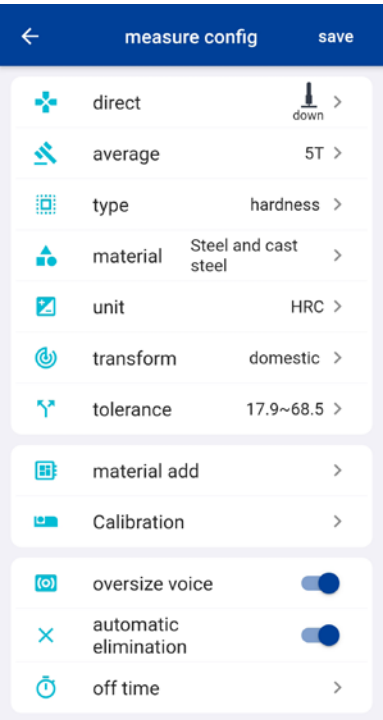 measure config save
direct
down
average 5T
type hardness
material Steel and cast
steel
unit HRC
transform domestic
tolerance 17.9~68.5
material add
Calibration
oversize voice
automatic
elimination
off time